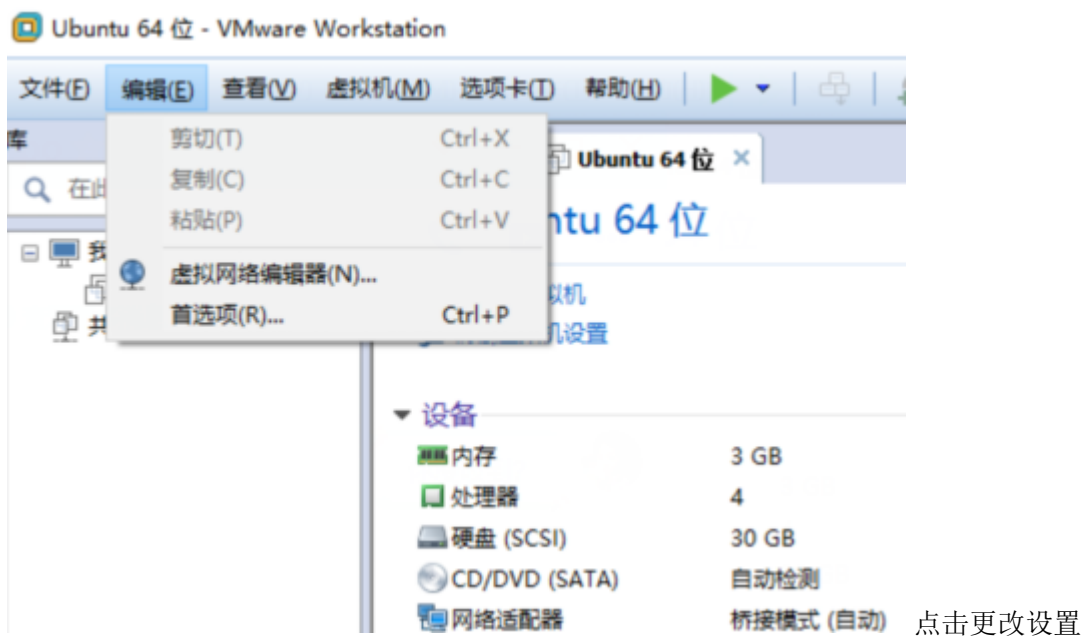 Ubuntu 64 位 - VMware Workstation
文件(F) 编辑(E) 查看(V) 虚拟机(M) 选项卡(T) 帮助(H)
库
剪切(T) Ctrl+X
Ubuntu 64 位 ×
在此
复制(C) Ctrl+C
粘贴(P) Ctrl+V
ntu 64 位
我
虚拟网络编辑器(N)...
拟机
共
首选项(R)... Ctrl+P
机设置
设备
内存 3 GB
处理器 4
硬盘 (SCSI) 30 GB
CD/DVD (SATA) 自动检测
网络适配器 桥接模式 (自动) 点击更改设置